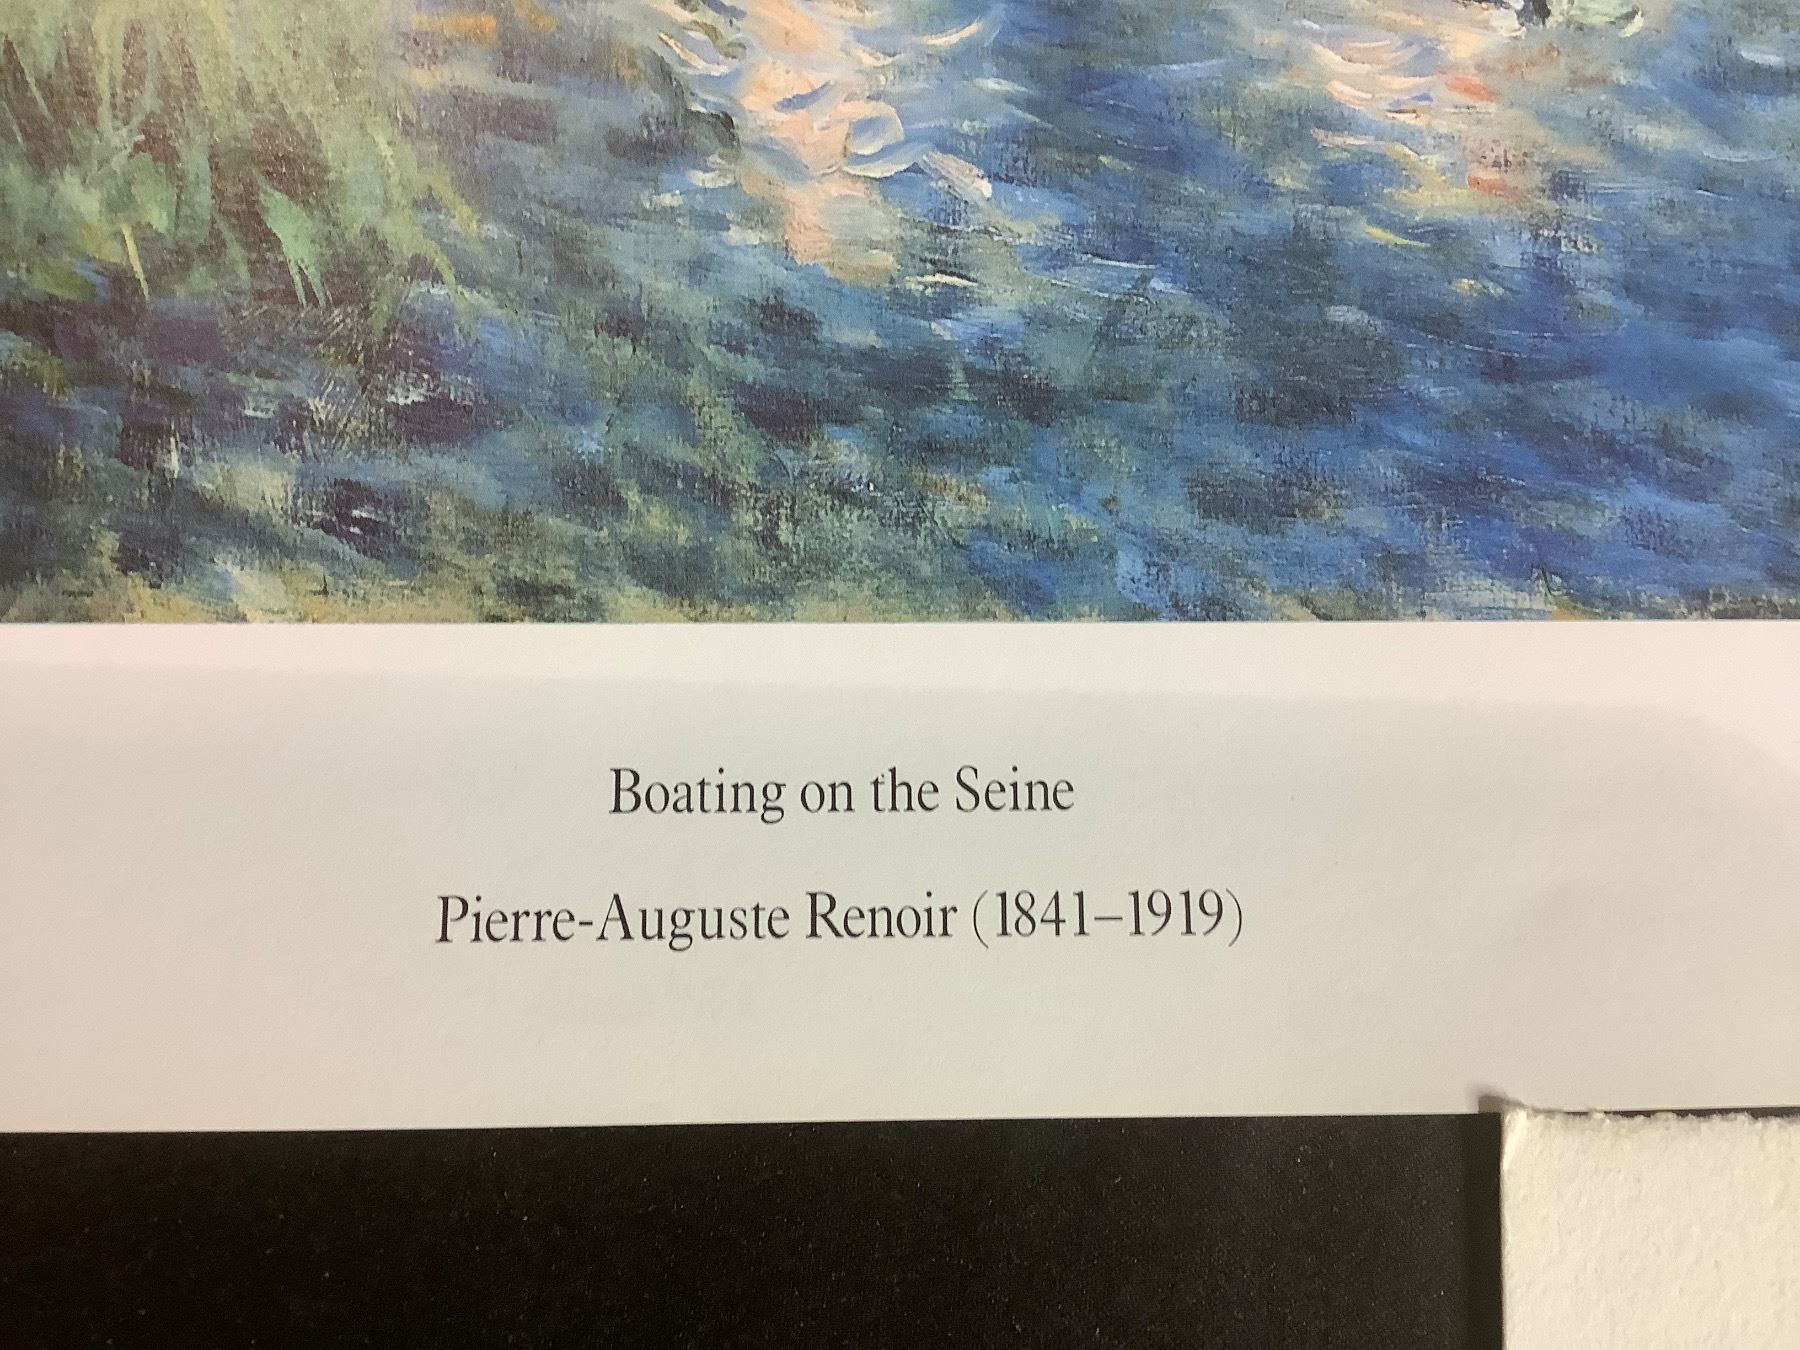 Boating on the Seine
Pierre-Auguste Renoir (1841–1919)